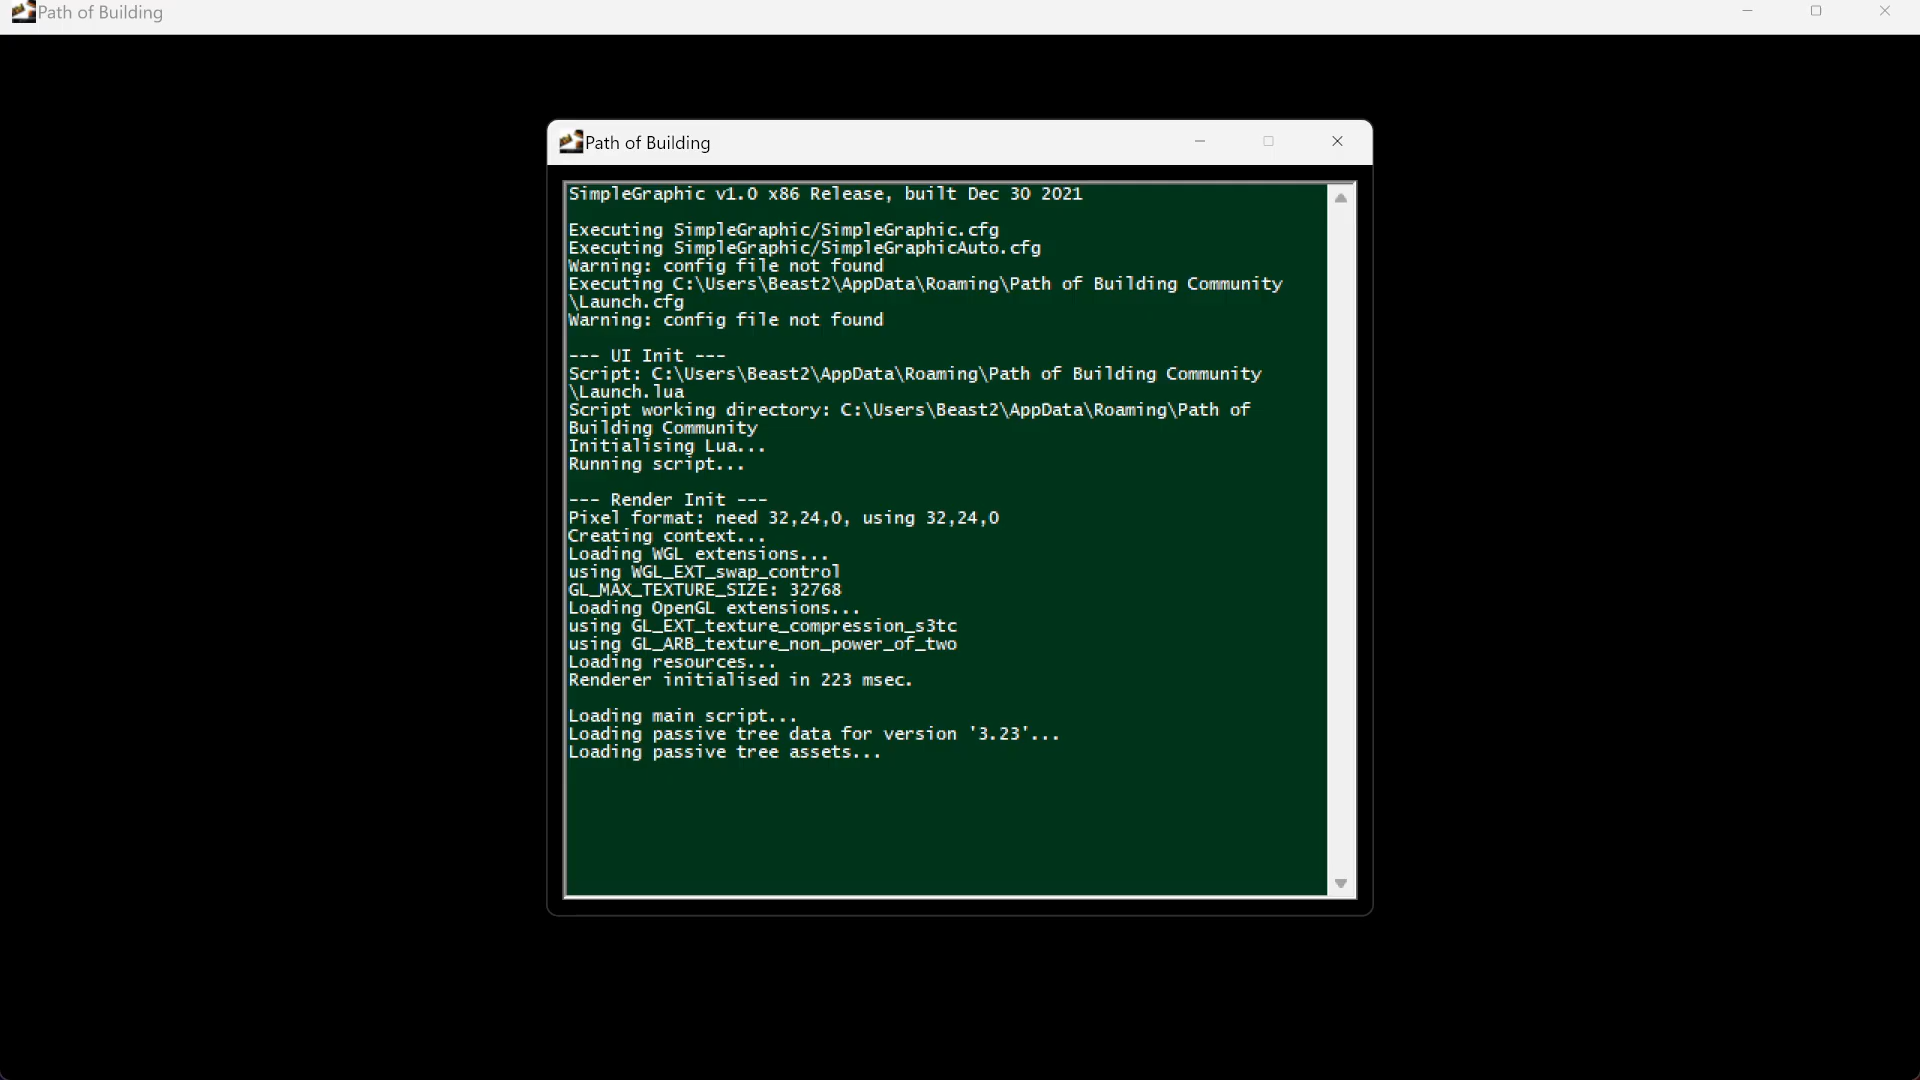 Path of Building
Path of Building
SimpleGraphic v1.0 x86 Release, built Dec 30 2021
Executing SimpleGraphic/SimpleGraphic.cfg
Executing SimpleGraphic/SimpleGraphicAuto.cfg
Warning: config file not found
Executing C:\Users\Beast2\AppData\Roaming\Path of Building Community
\Launch.cfg
Warning: config file not found
--- UI Init ---
Script: C:\Users\Beast2\AppData\Roaming\Path of Building Community
\Launch.lua
Script working directory: C:\Users\Beast2\AppData\Roaming\Path of
Building Community
Initialising Lua...
Running script...
--- Render Init ---
Pixel format: need 32,24,0, using 32,24,0
Creating context...
Loading WGL extensions...
using WGL_EXT_swap_control
GL_MAX_TEXTURE_SIZE: 32768
Loading OpenGL extensions...
using GL_EXT_texture_compression_s3tc
using GL_ARB_texture_non_power_of_two
Loading resources...
Renderer initialised in 223 msec.
Loading main script...
Loading passive tree data for version '3.23'...
Loading passive tree assets...